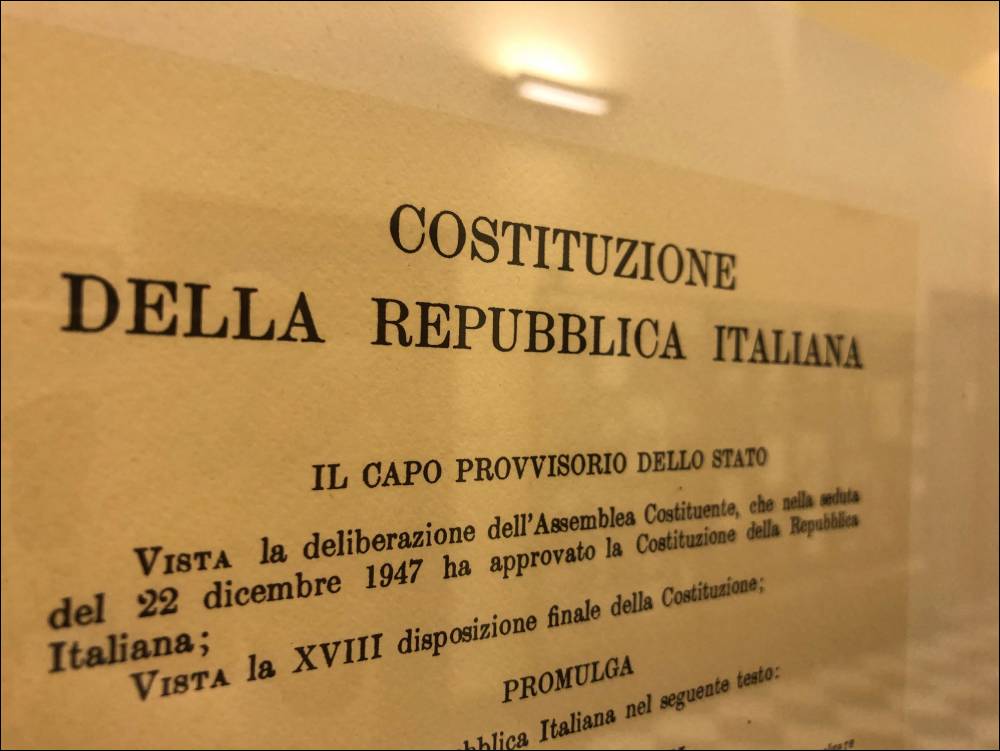 COSTITUZIONE
DELLA REPUBBLICA ITALIANA
IL CAPO PROVVISORIO DELLO STATO
VISTA la deliberazione dell'Assemblea Costituente, che nella seduta
del 22 dicembre 1947 ha approvato la Costituzione della Repubblica
Italiana;
VISTA la XVIII disposizione finale della Costituzione;
PROMULGA
Italiana nel seguente testo: